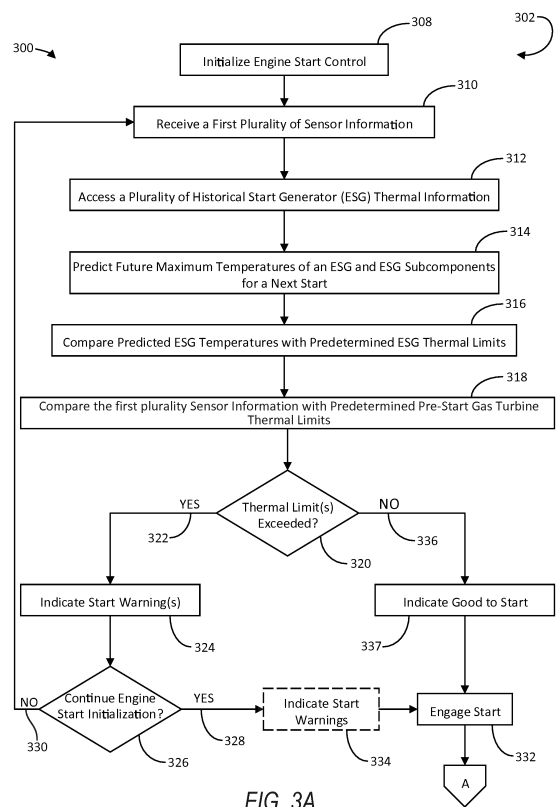 300
302
308
Initialize Engine Start Control
310
Receive a First Plurality of Sensor Information
312
Access a Plurality of Historical Start Generator (ESG) Thermal Information
314
Predict Future Maximum Temperatures of an ESG and ESG Subcomponents
for a Next Start
316
Compare Predicted ESG Temperatures with Predetermined ESG Thermal Limits
318
Compare the first plurality Sensor Information with Predetermined Pre-Start Gas Turbine
Thermal Limits
Thermal Limit(s)
Exceeded?
320
YES
322
NO
336
Indicate Start Warning(s)
324
Indicate Good to Start
337
Continue Engine
Start Initialization?
326
NO
330
YES
328
Indicate Start
Warnings
334
Engage Start
332
A
FIG. 3A